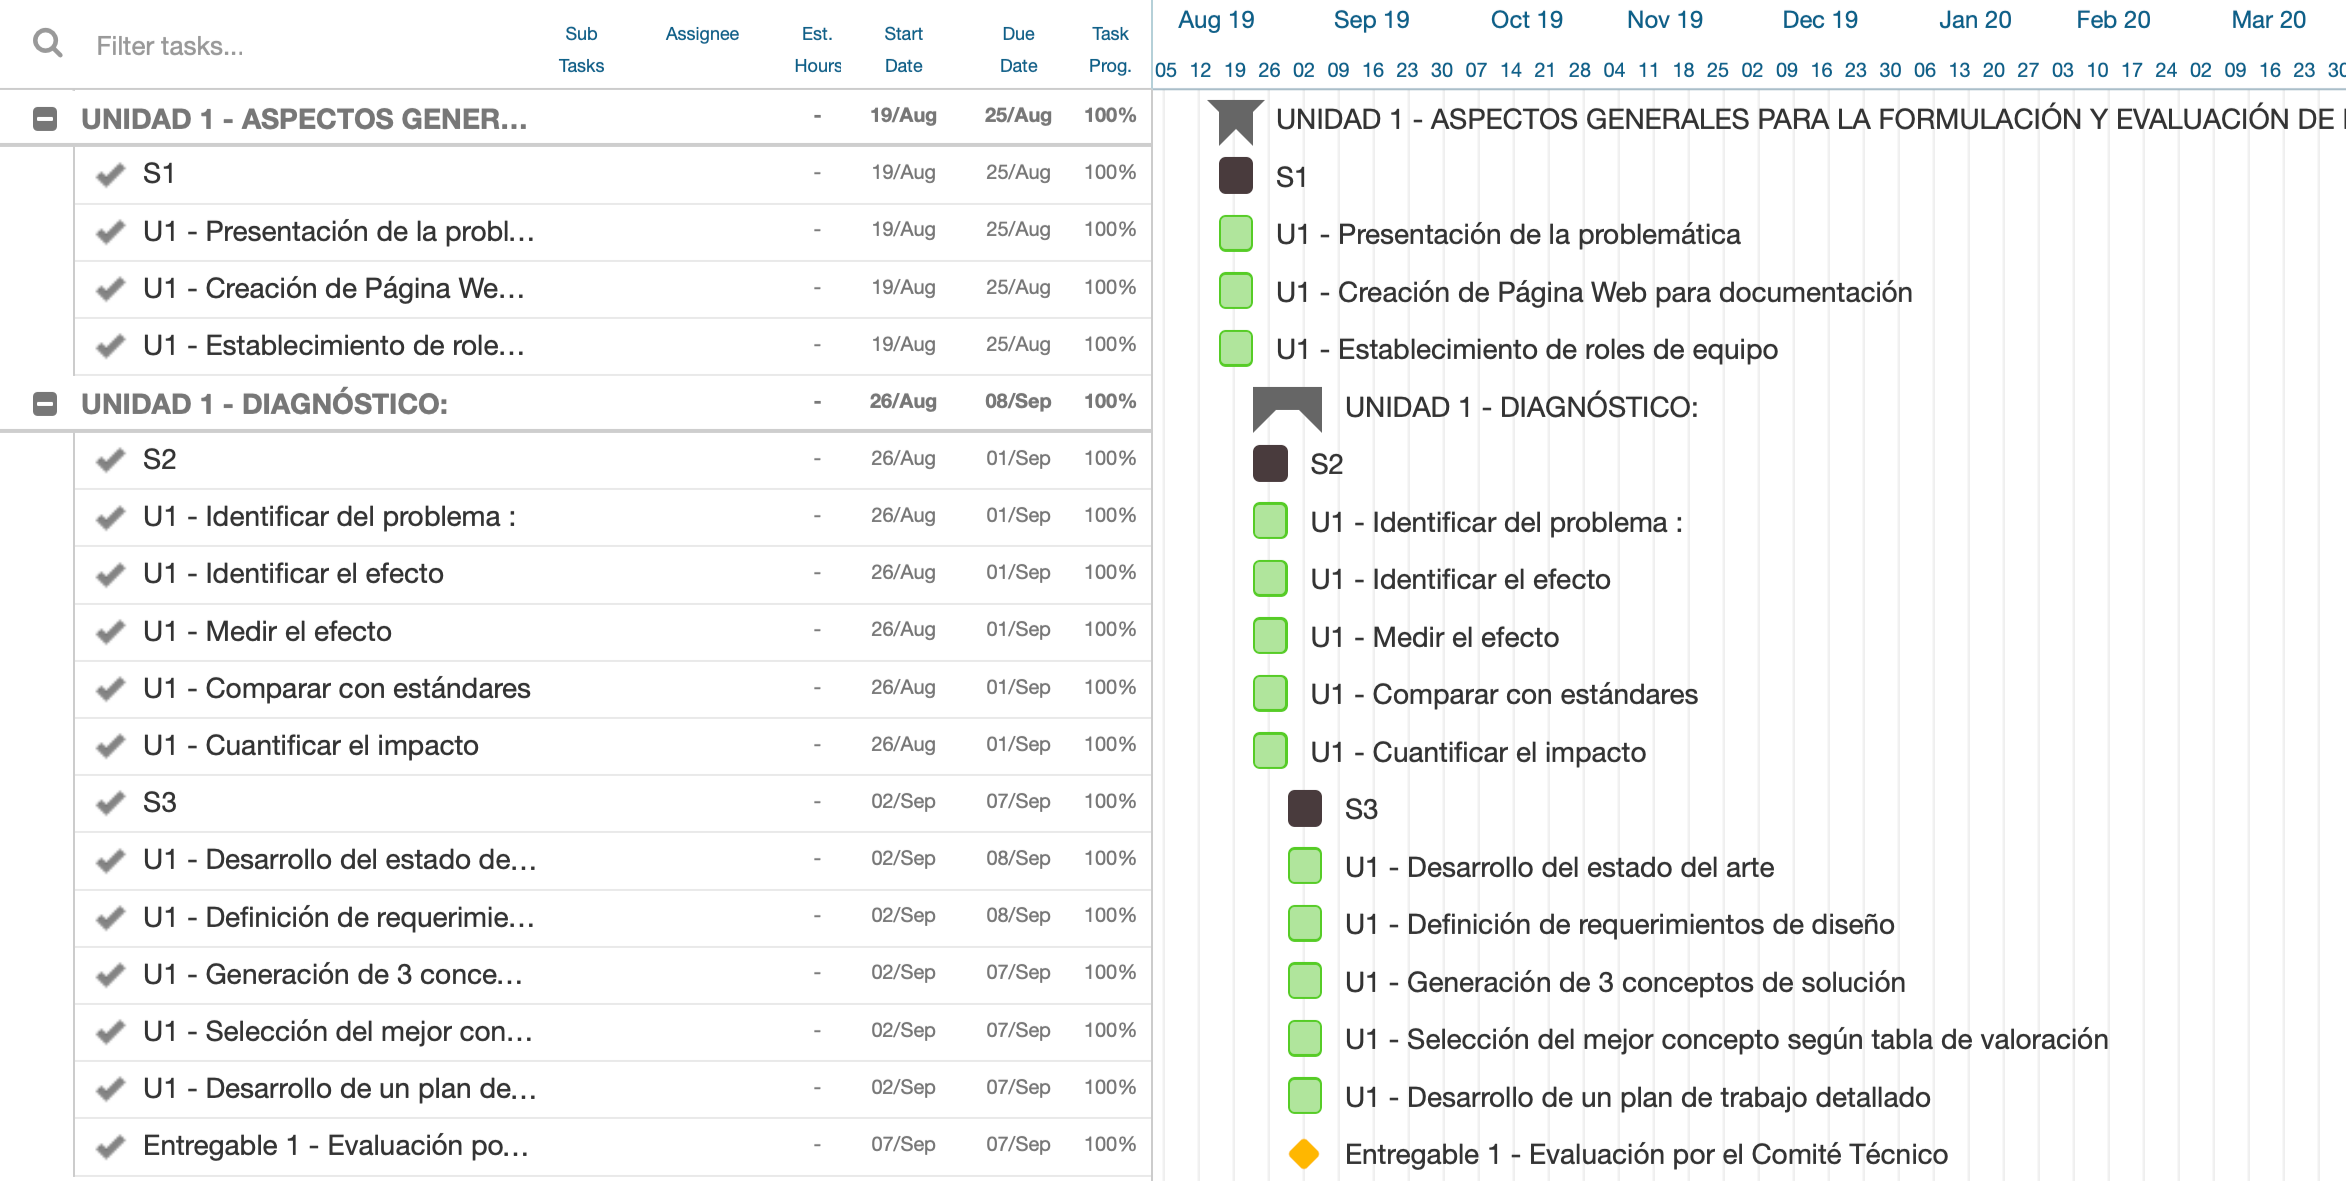 Filter tasks...
Sub Tasks Assignee Est. Hours Start Date Due Date Task Prog.
Aug 19 Sep 19 Oct 19 Nov 19 Dec 19 Jan 20 Feb 20 Mar 20
05 12 19 26 02 09 16 23 30 07 14 21 28 04 11 18 25 02 09 16 23 30 06 13 20 27 03 10 17 24 02 09 16 23 30
UNIDAD 1 - ASPECTOS GENER... - 19/Aug 25/Aug 100% UNIDAD 1 - ASPECTOS GENERALES PARA LA FORMULACIÓN Y EVALUACIÓN DE
S1 - 19/Aug 25/Aug 100% S1
U1 - Presentación de la probl... - 19/Aug 25/Aug 100% U1 - Presentación de la problemática
U1 - Creación de Página We... - 19/Aug 25/Aug 100% U1 - Creación de Página Web para documentación
U1 - Establecimiento de role... - 19/Aug 25/Aug 100% U1 - Establecimiento de roles de equipo
UNIDAD 1 - DIAGNÓSTICO: - 26/Aug 08/Sep 100% UNIDAD 1 - DIAGNÓSTICO:
S2 - 26/Aug 01/Sep 100% S2
U1 - Identificar del problema : - 26/Aug 01/Sep 100% U1 - Identificar del problema :
U1 - Identificar el efecto - 26/Aug 01/Sep 100% U1 - Identificar el efecto
U1 - Medir el efecto - 26/Aug 01/Sep 100% U1 - Medir el efecto
U1 - Comparar con estándares - 26/Aug 01/Sep 100% U1 - Comparar con estándares
U1 - Cuantificar el impacto - 26/Aug 01/Sep 100% U1 - Cuantificar el impacto
S3 - 02/Sep 07/Sep 100% S3
U1 - Desarrollo del estado de... - 02/Sep 08/Sep 100% U1 - Desarrollo del estado del arte
U1 - Definición de requerimie... - 02/Sep 08/Sep 100% U1 - Definición de requerimientos de diseño
U1 - Generación de 3 conce... - 02/Sep 07/Sep 100% U1 - Generación de 3 conceptos de solución
U1 - Selección del mejor con... - 02/Sep 07/Sep 100% U1 - Selección del mejor concepto según tabla de valoración
U1 - Desarrollo de un plan de... - 02/Sep 07/Sep 100% U1 - Desarrollo de un plan de trabajo detallado
Entregable 1 - Evaluación po... - 07/Sep 07/Sep 100% Entregable 1 - Evaluación por el Comité Técnico